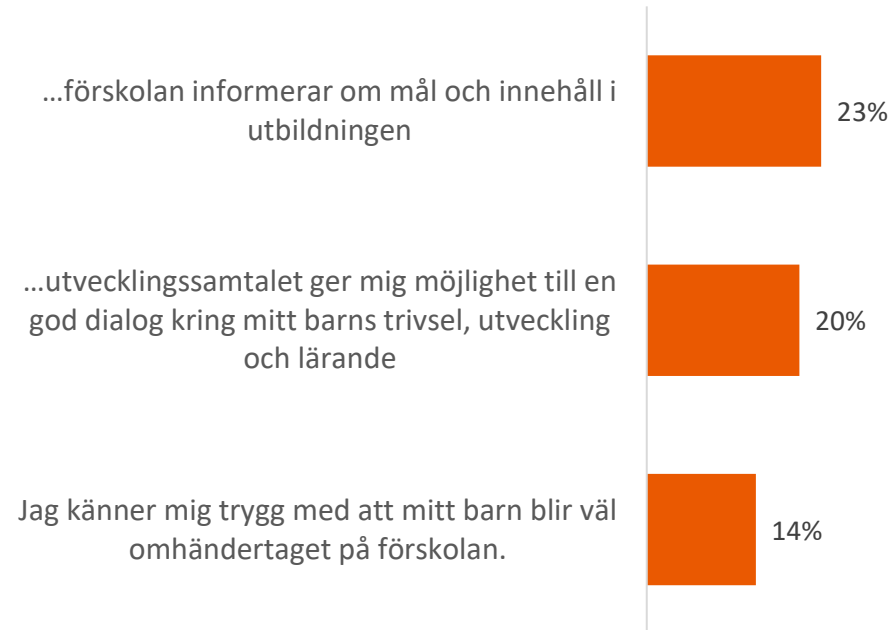 ...förskolan informerar om mål och innehåll i
utbildningen
23%
...utvecklingssamtalet ger mig möjlighet till en
god dialog kring mitt barns trivsel, utveckling
och lärande
20%
Jag känner mig trygg med att mitt barn blir väl
omhändertaget på förskolan.
14%